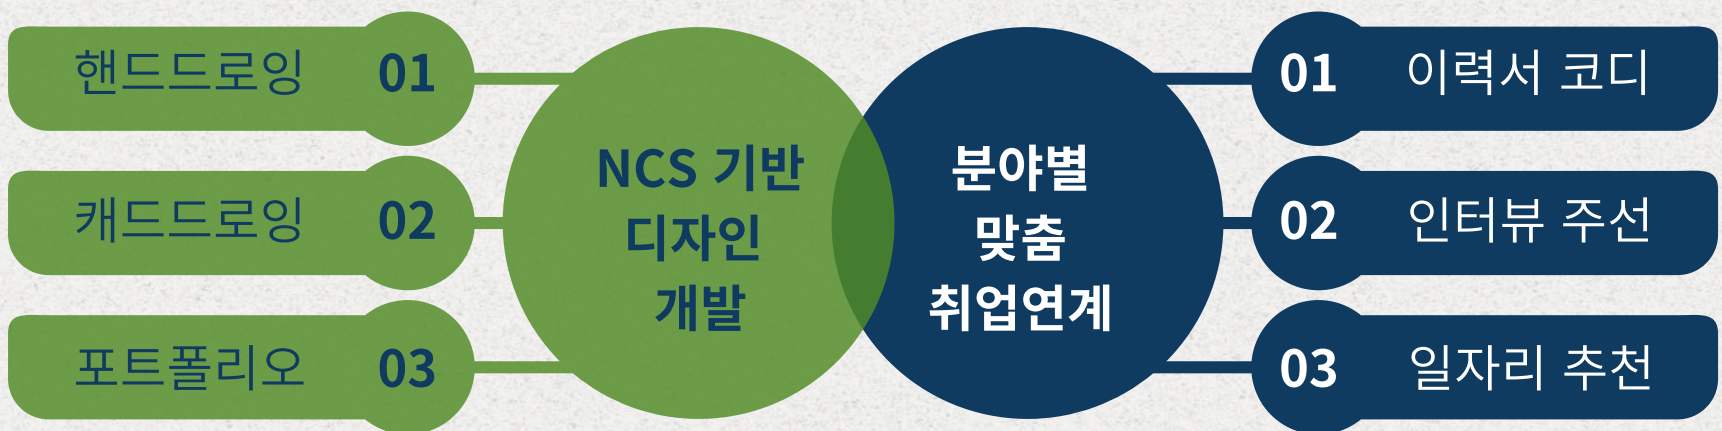 핸드드로잉 01
캐드드로잉 02
포트폴리오 03
NCS 기반
디자인
개발
분야별
맞춤
취업연계
01 이력서 코디
02 인터뷰 주선
03 일자리 추천